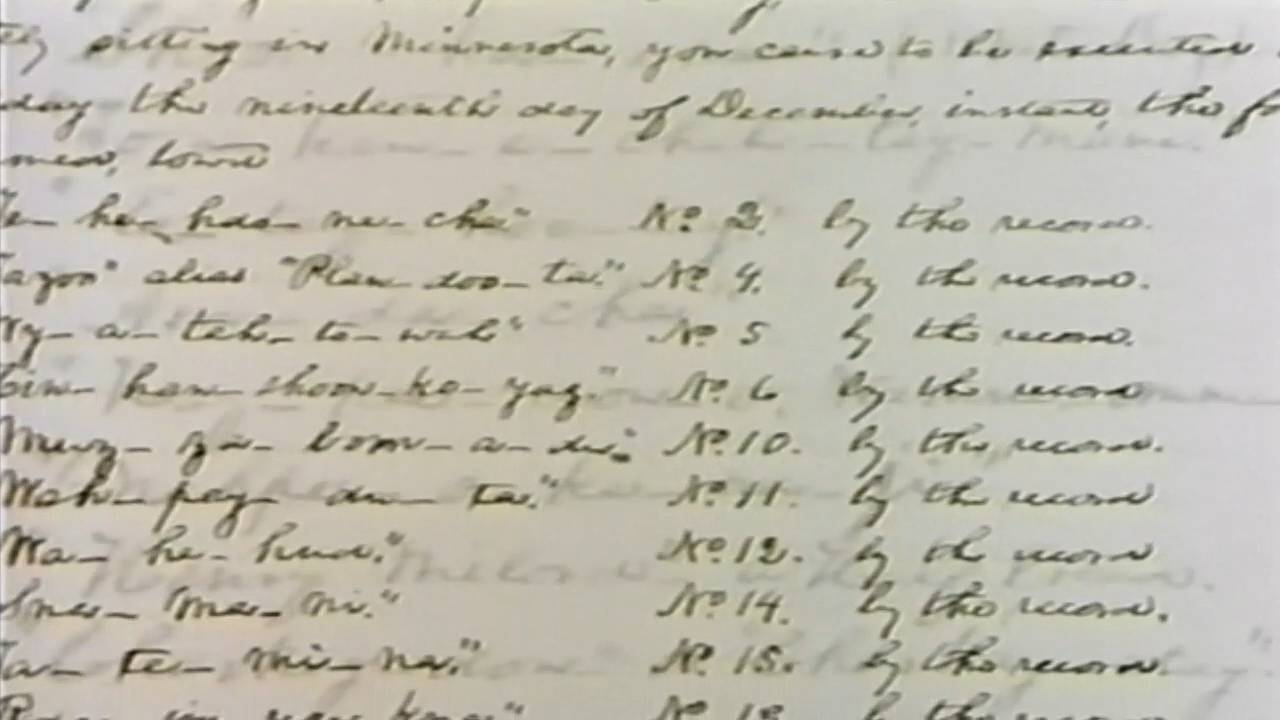 sitting in Minnesota, you cause to be executed
day the nineteenth day of December, instant, the
med, towit
Te- he- hdo- ne- cha." No. 2. by the record.
Tazoo" alias "Plan- doo- ta." No. 4. by the record.
Wy- a- teh- to- wah" No. 5 by the record.
Hin- han- shoon- ko- yag." No. 6 by the record
Muz- za- bom- a- du." No. 10. by the record.
Wah- pay- du- ta." No. 11. by the record
Wa- he- hud." No. 12. by the record
Sna- Ma- ni." No. 14. by the record.
Ta- te- Mi- na." No. 15. by the record.